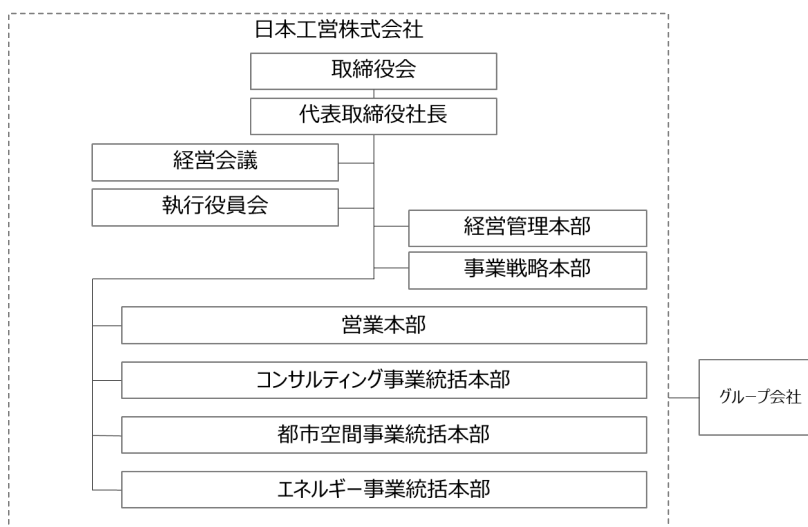 日本工営株式会社
取締役会
代表取締役社長
経営会議
執行役員会
経営管理本部
事業戦略本部
営業本部
コンサルティング事業統括本部
グループ会社
都市空間事業統括本部
エネルギー事業統括本部